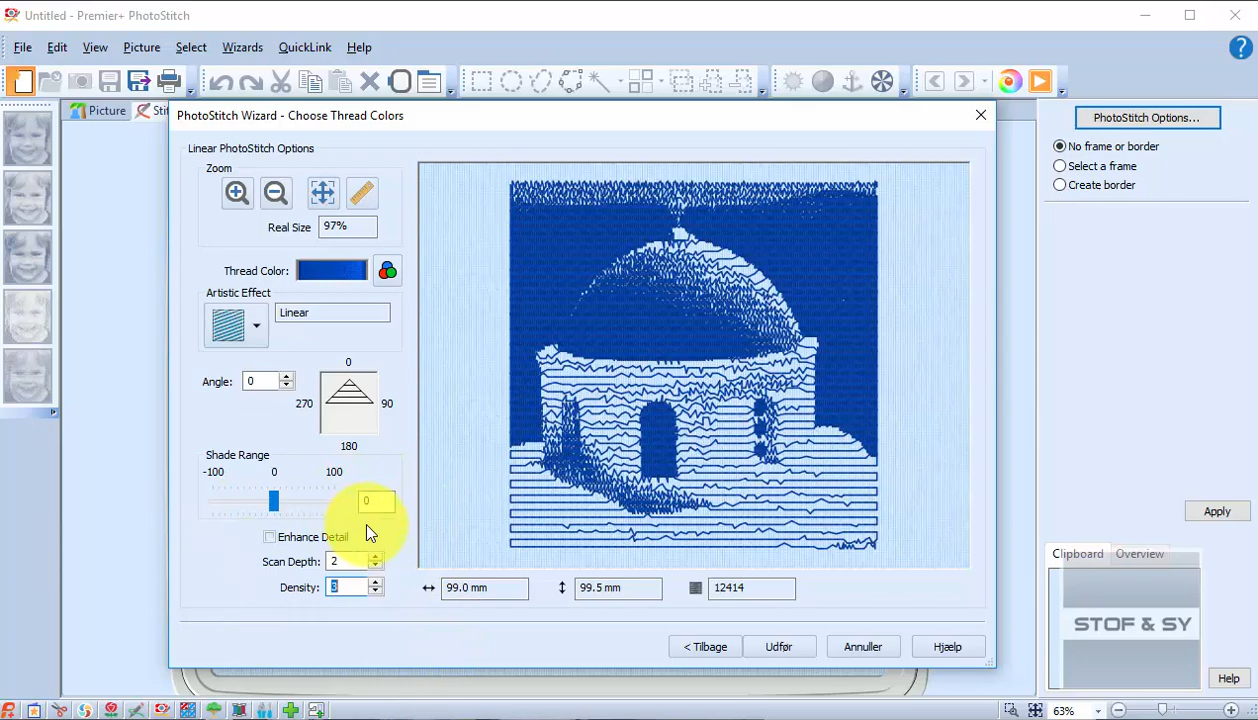 Untitled - Premier+ PhotoStitch
File Edit View Picture Select Wizards QuickLink Help
Picture
PhotoStitch Wizard - Choose Thread Colors
PhotoStitch Options...
Linear PhotoStitch Options
No frame or border
Select a frame
Create border
Zoom
Real Size 97%
Thread Color:
Artistic Effect
Linear
0
Angle: 0
270 90
180
Shade Range
-100 0 100
0
Enhance Detail
Scan Depth: 2
Density: 3
99.0 mm 99.5 mm 12414
< Tilbage Udfør Annuller Hjælp
Apply
Clipboard Overview
STOF & SY
Help
63%